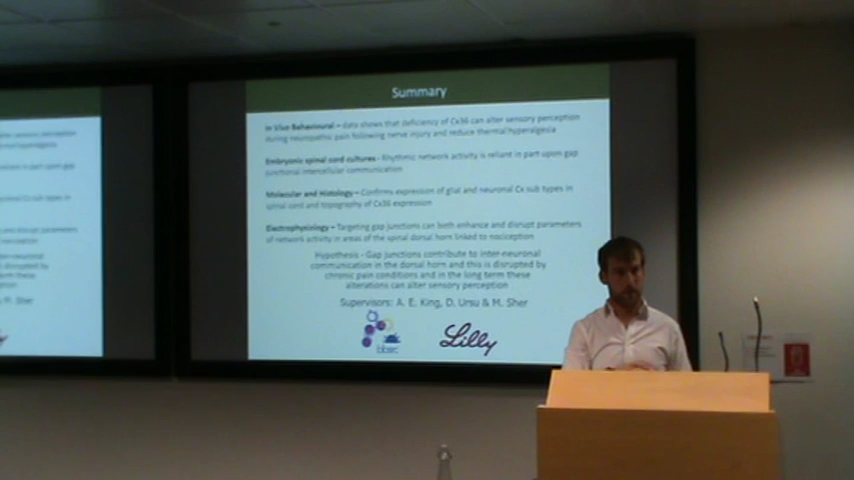 Summary
In Vivo Behavioural – data shows that deficiency of Cx36 can alter sensory perception
during neuropathic pain following nerve injury and reduce thermal hyperalgesia
Embryonic spinal cord cultures - Rhythmic network activity is reliant in part upon gap
junctional intercellular communication
Molecular and Histology – Confirms expression of glial and neuronal Cx sub types in
spinal cord and topography of Cx36 expression
Electrophysiology – Targeting gap junctions can both enhance and disrupt parameters
of network activity in areas of the spinal dorsal horn linked to nociception
Hypothesis - Gap junctions contribute to inter-neuronal
communication in the dorsal horn and this is disrupted by
chronic pain conditions and in the long term these
alterations can alter sensory perception
Supervisors: A. E. King, D. Ursu & M. Sher
bbsrc
Lilly